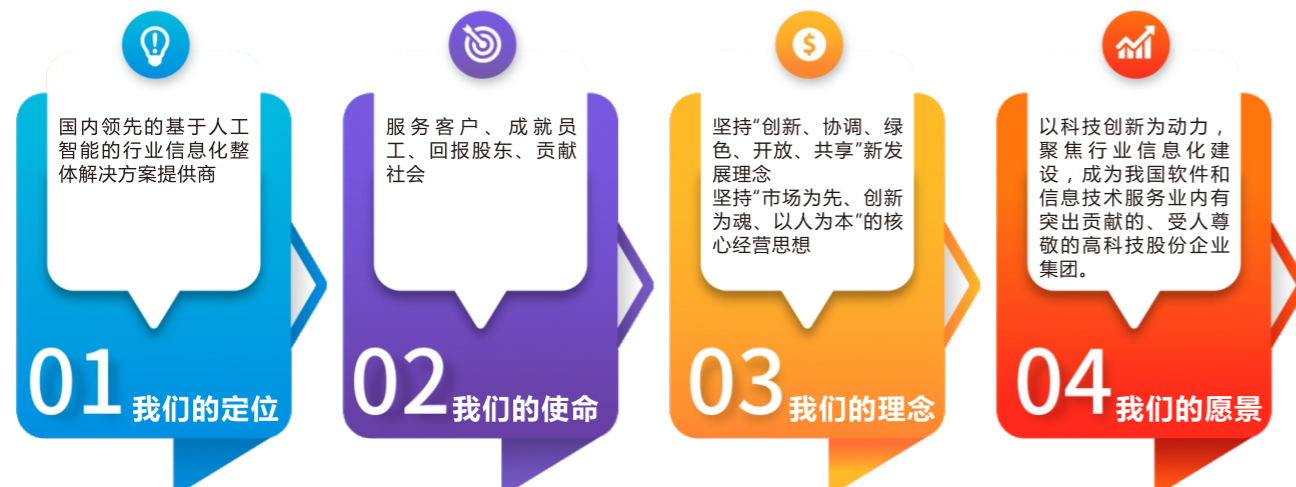 国内领先的基于人工
智能的行业信息化整
体解决方案提供商
01 我们的定位
服务客户、成就员
工、回报股东、贡献
社会
02 我们的使命
坚持“创新、协调、绿
色、开放、共享”新发
展理念
坚持“市场为先、创新
为魂、以人为本”的核
心经营思想
03 我们的理念
以科技创新为动力，
聚焦行业信息化建
设，成为我国软件和
信息技术服务业内有
突出贡献的、受人尊
敬的高科技股份企业
集团。
04 我们的愿景